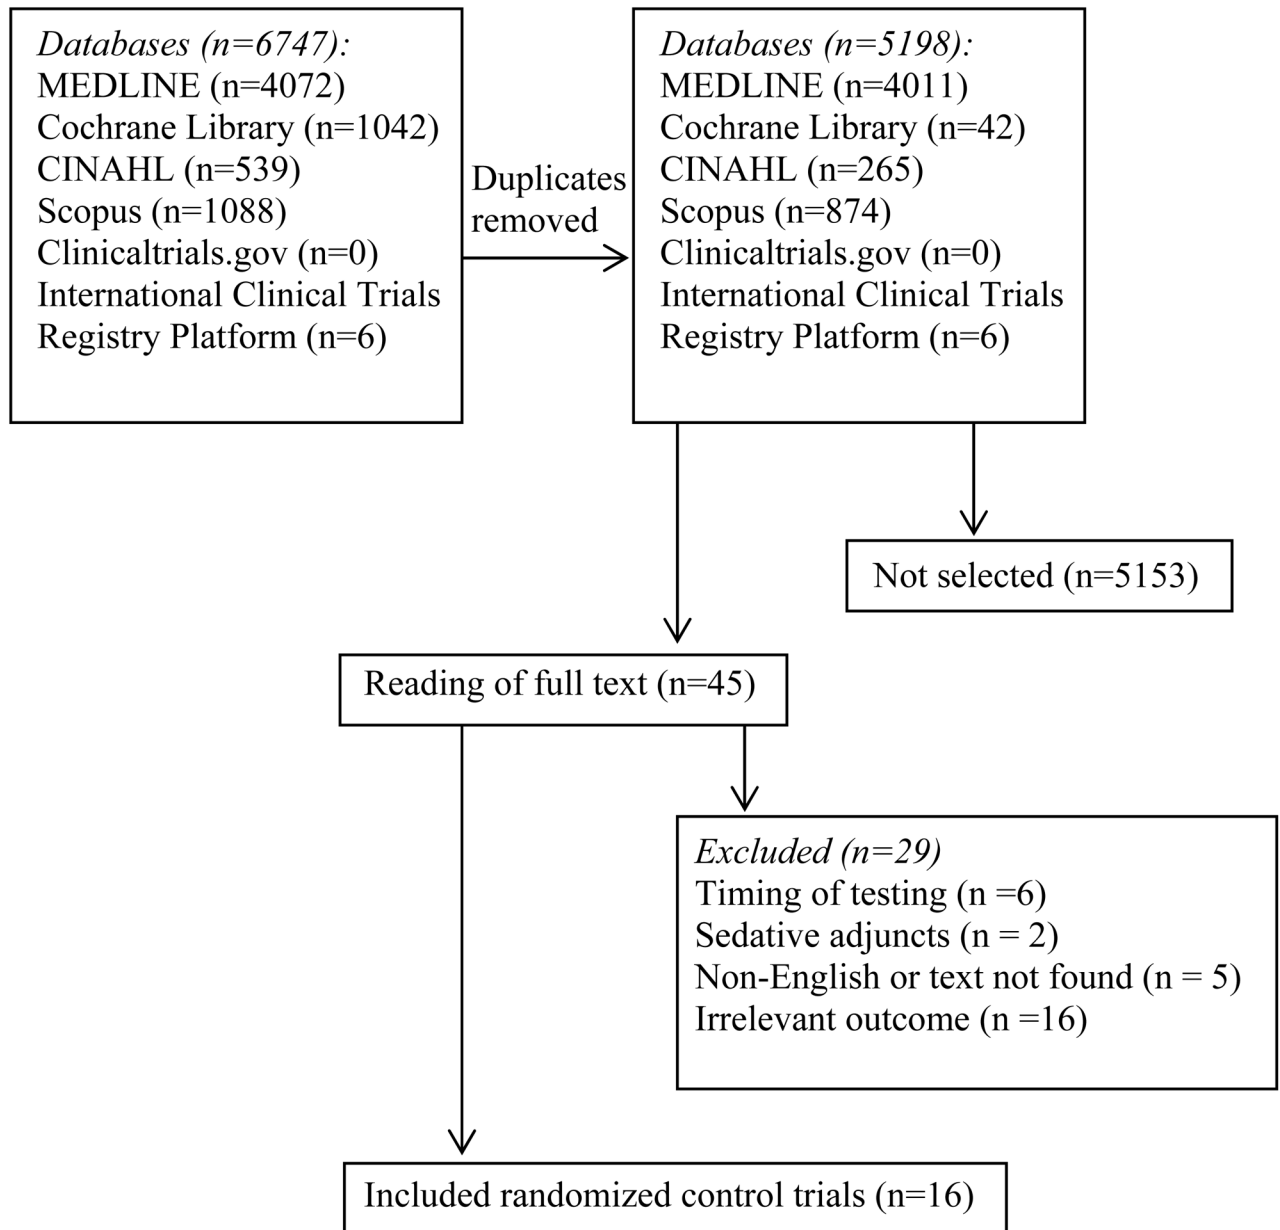 Databases (n=6747):
MEDLINE (n=4072)
Cochrane Library (n=1042)
CINAHL (n=539)
Scopus (n=1088)
Clinicaltrials.gov (n=0)
International Clinical Trials
Registry Platform (n=6)
Duplicates
removed
Databases (n=5198):
MEDLINE (n=4011)
Cochrane Library (n=42)
CINAHL (n=265)
Scopus (n=874)
Clinicaltrials.gov (n=0)
International Clinical Trials
Registry Platform (n=6)
Not selected (n=5153)
Reading of full text (n=45)
Excluded (n=29)
Timing of testing (n =6)
Sedative adjuncts (n = 2)
Non-English or text not found (n = 5)
Irrelevant outcome (n =16)
Included randomized control trials (n=16)